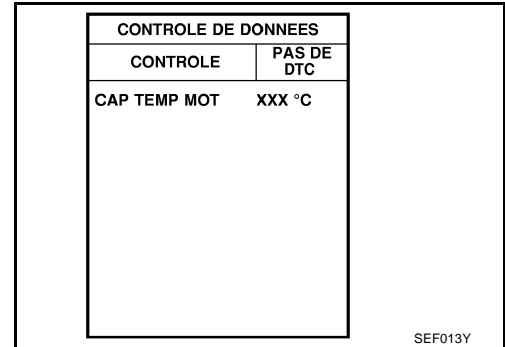 CONTROLE DE DONNEES
CONTROLE PAS DE DTC
CAP TEMP MOT XXX °C
SEF013Y